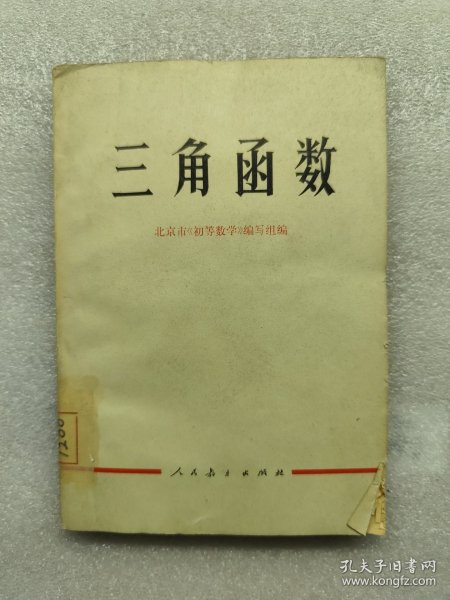 三角函数
北京市《初等数学》编写组编
1200
人民教育出版社
孔夫子旧书网
www.kongfz.com